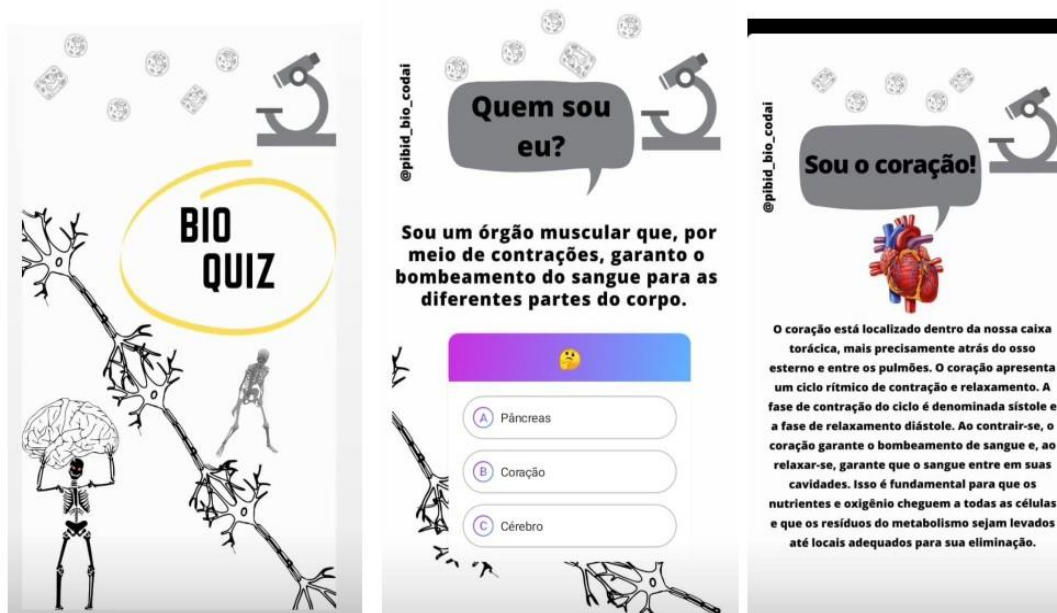 BIO
QUIZ
@pibid_bio_codai
Quem sou
eu?
Sou um órgão muscular que, por
meio de contrações, garanto o
bombeamento do sangue para as
diferentes partes do corpo.
A Pâncreas
B Coração
C Cérebro
@pibid_bio_codai
Sou o coração!
O coração está localizado dentro da nossa caixa
torácica, mais precisamente atrás do osso
esterno e entre os pulmões. O coração apresenta
um ciclo rítmico de contração e relaxamento. A
fase de contração do ciclo é denominada sístole e
a fase de relaxamento diástole. Ao contrair-se, o
coração garante o bombeamento de sangue e, ao
relaxar-se, garante que o sangue entre em suas
cavidades. Isso é fundamental para que os
nutrientes e oxigênio cheguem a todas as células
e que os resíduos do metabolismo sejam levados
até locais adequados para sua eliminação.